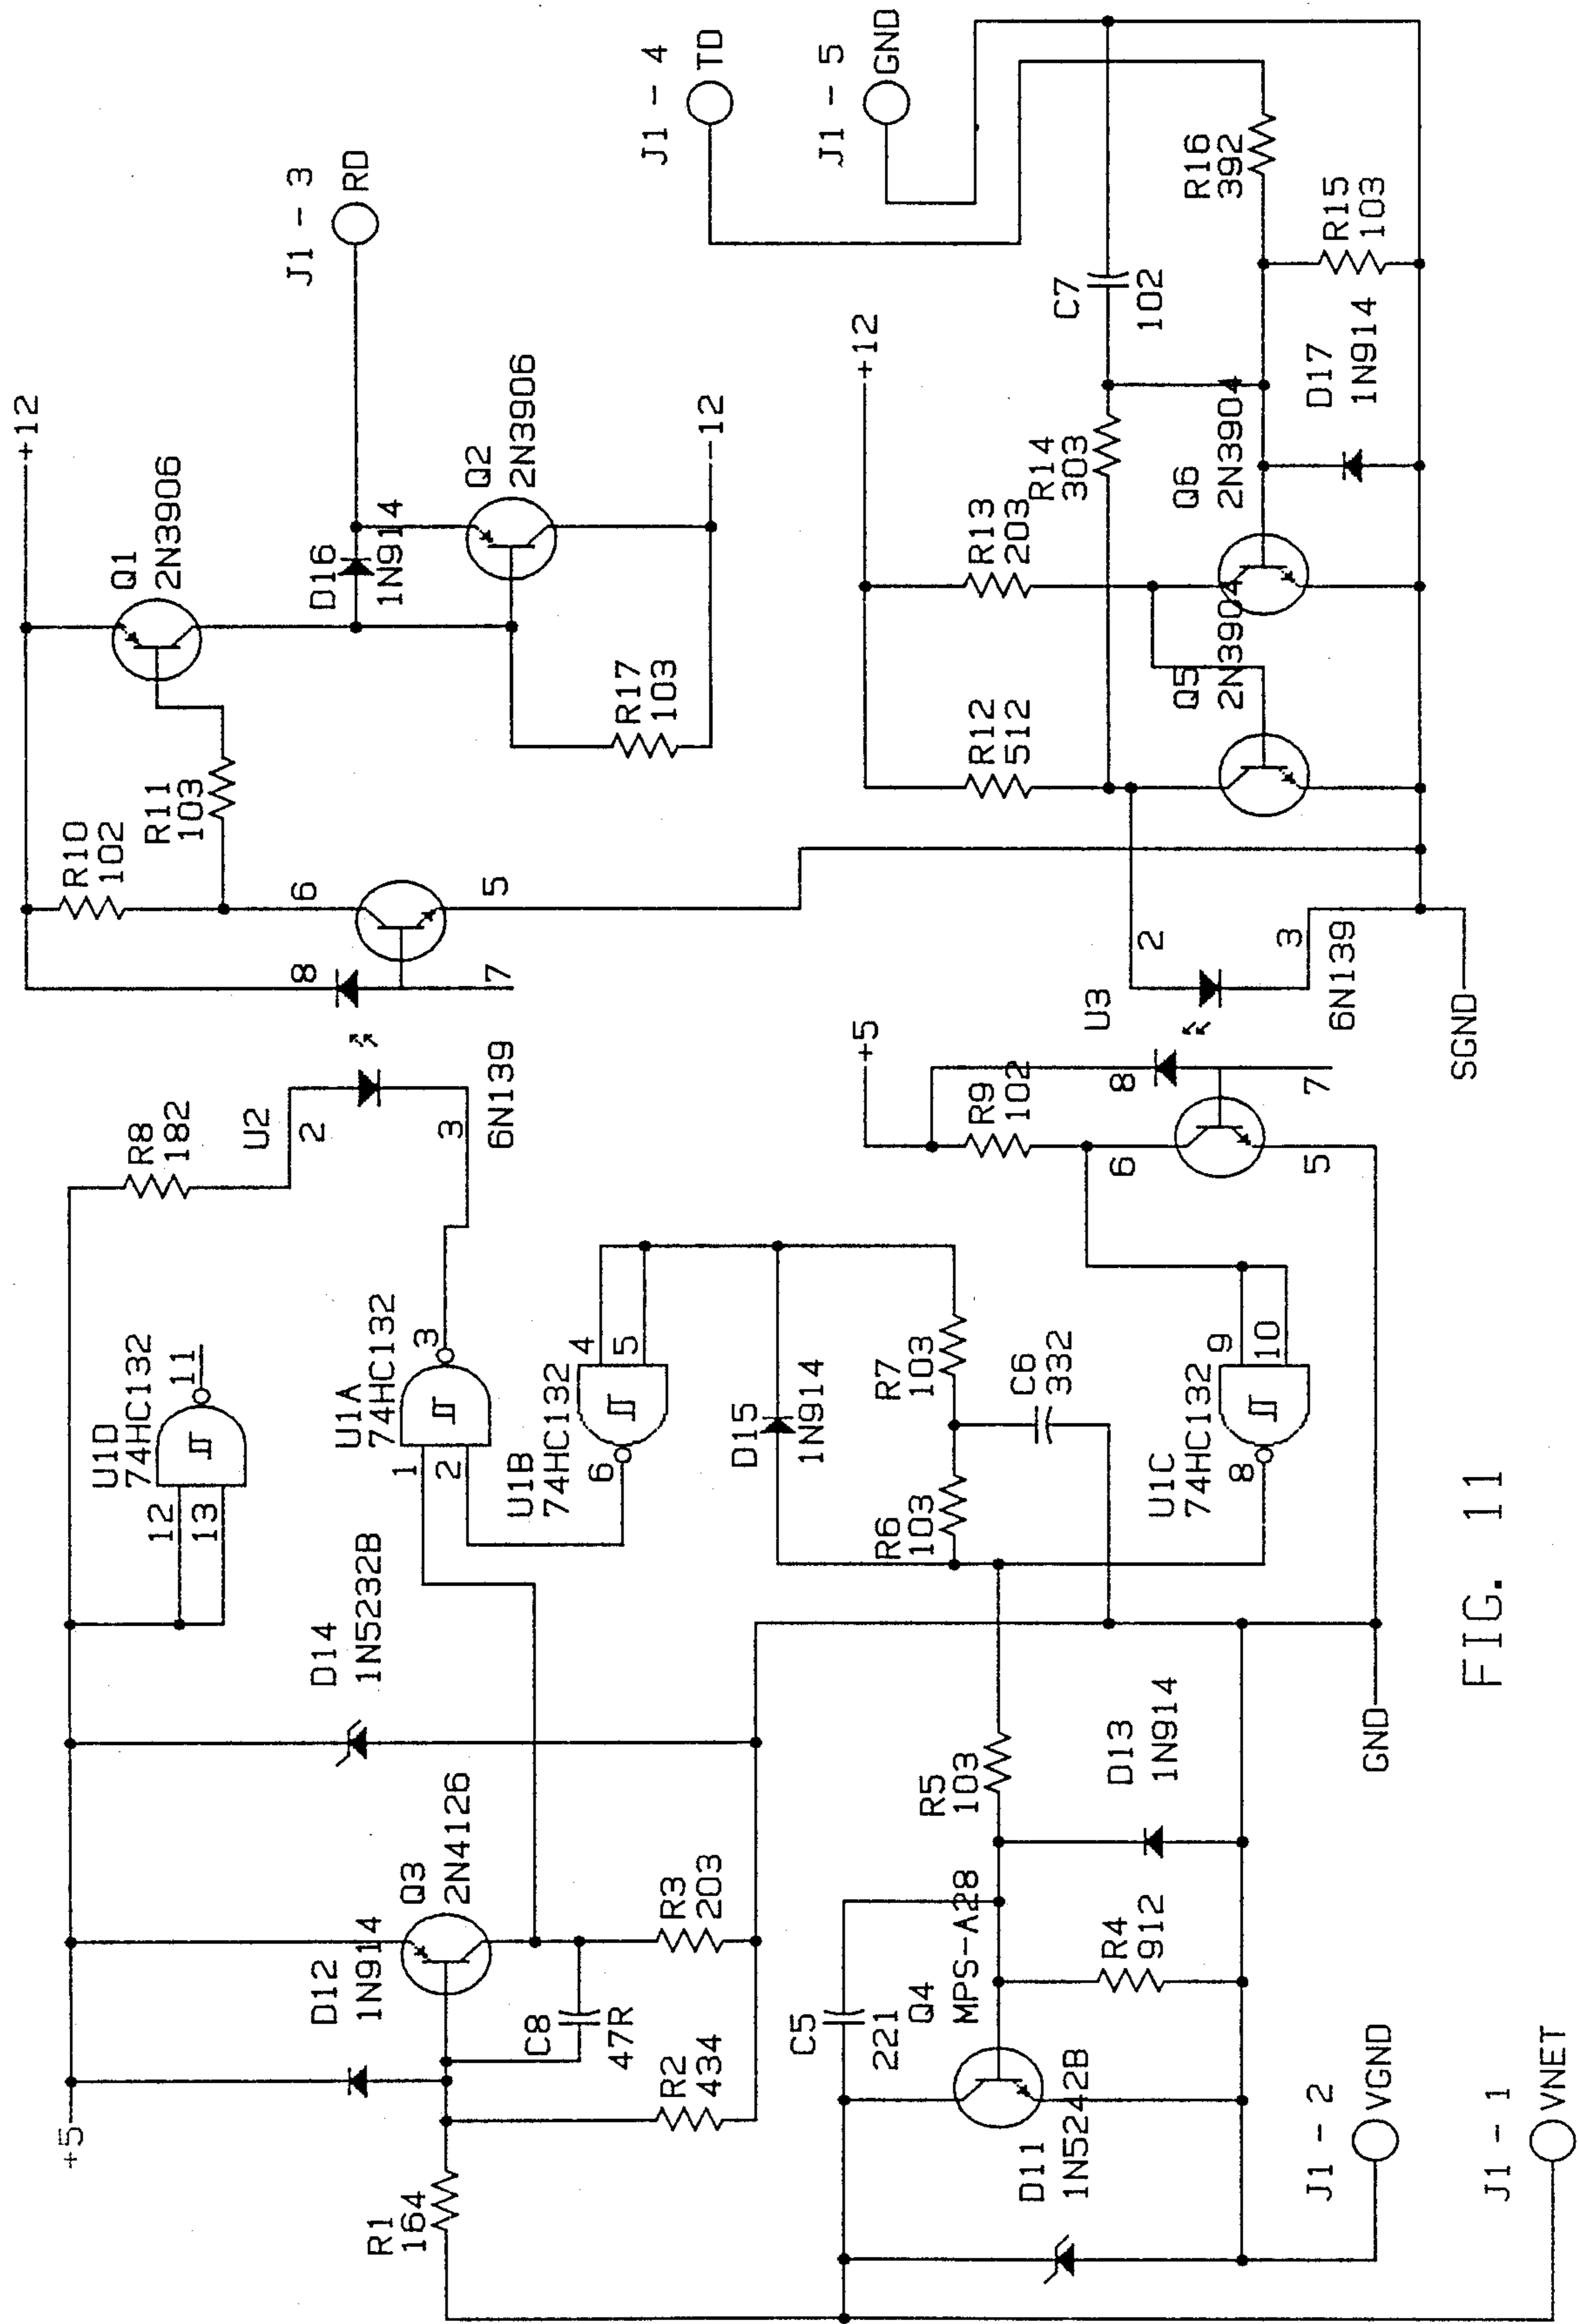 +12
Q1
2N3906
J1 - 3
RD
D16
1N914
Q2
2N3906
-12
R17
103
R11
103
R10
102
6
5
8
7
J1 - 4
TD
J1 - 5
GND
+12
C7
102
R16
392
R15
103
D17
1N914
R14
303
R13
203
Q6
2N3904
Q5
2N3904
R12
512
U3
2
3
6N139
SGND
+5
R9
102
8
7
6
5
R8
182
U2
2
3
6N139
U1D
74HC132
12
13
11
U1A
74HC132
1
2
3
U1B
74HC132
4
5
6
D15
1N914
R7
103
R6
103
C6
332
U1C
74HC132
9
10
8
D14
1N5232B
+5
D12
1N914
Q3
2N4126
C8
47R
R3
203
R2
434
R1
164
C5
221
Q4
MPS-A28
R5
103
D13
1N914
R4
912
D11
1N5242B
GND
J1 - 2
VGND
J1 - 1
VNET
FIG. 11